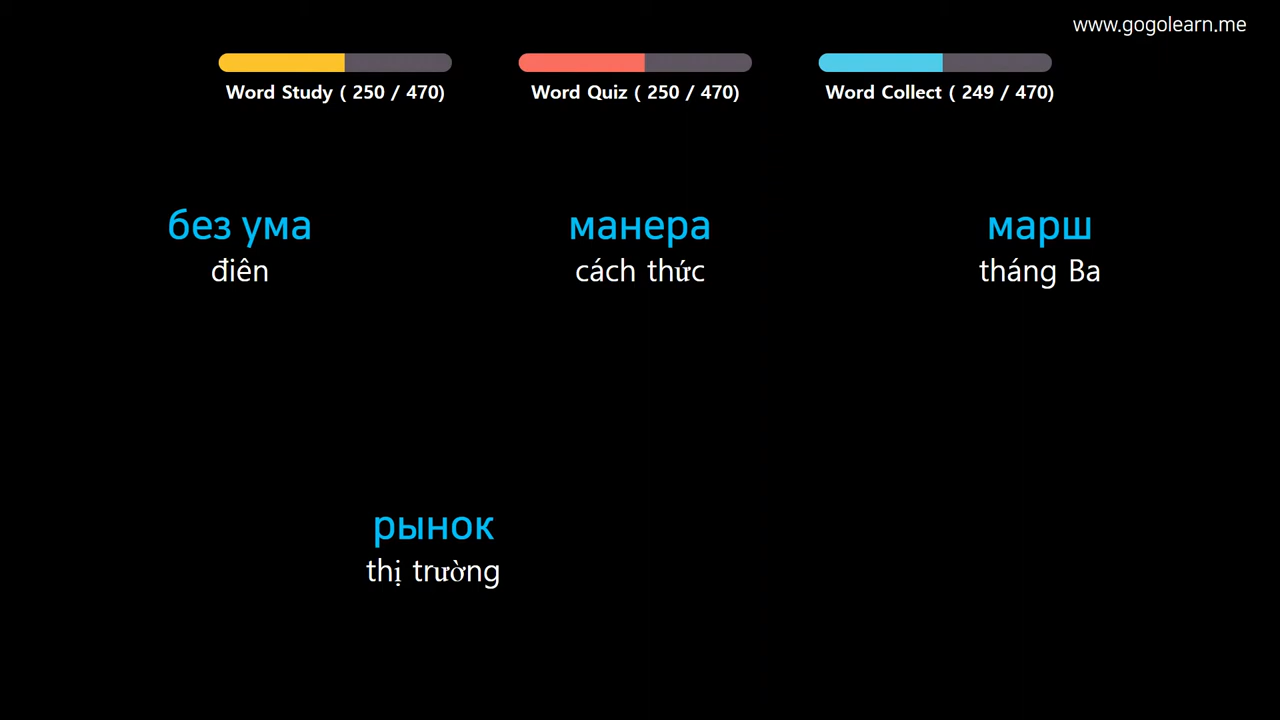 www.gogolearn.me
Word Study ( 250 / 470)
Word Quiz ( 250 / 470)
Word Collect ( 249 / 470)
без ума
điên
манера
cách thức
марш
tháng Ba
рынок
thị trường